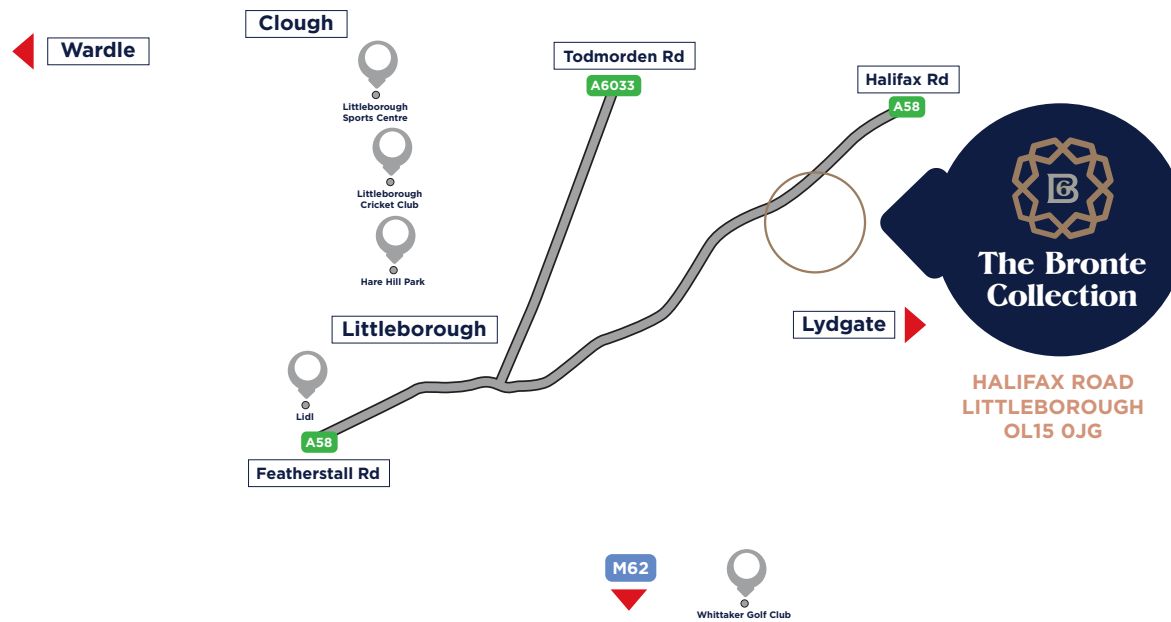 Clough
Wardle
Todmorden Rd
A6033
Halifax Rd
A58
Littleborough
Sports Centre
Littleborough
Cricket Club
Hare Hill Park
B6
The Bronte
Collection
Littleborough
Lydgate
HALIFAX ROAD
LITTLEBOROUGH
OL15 0JG
Lidl
A58
Featherstall Rd
M62
Whittaker Golf Club